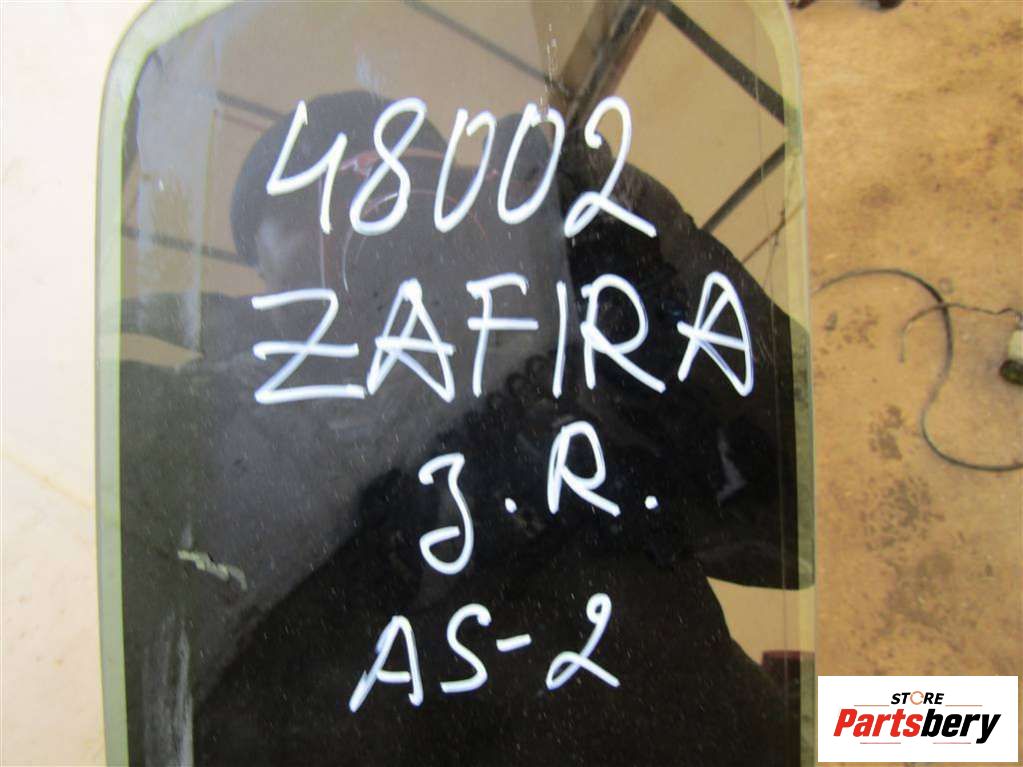 48002
ZAFIRA
З.R.
AS-2
STORE
Partsbery